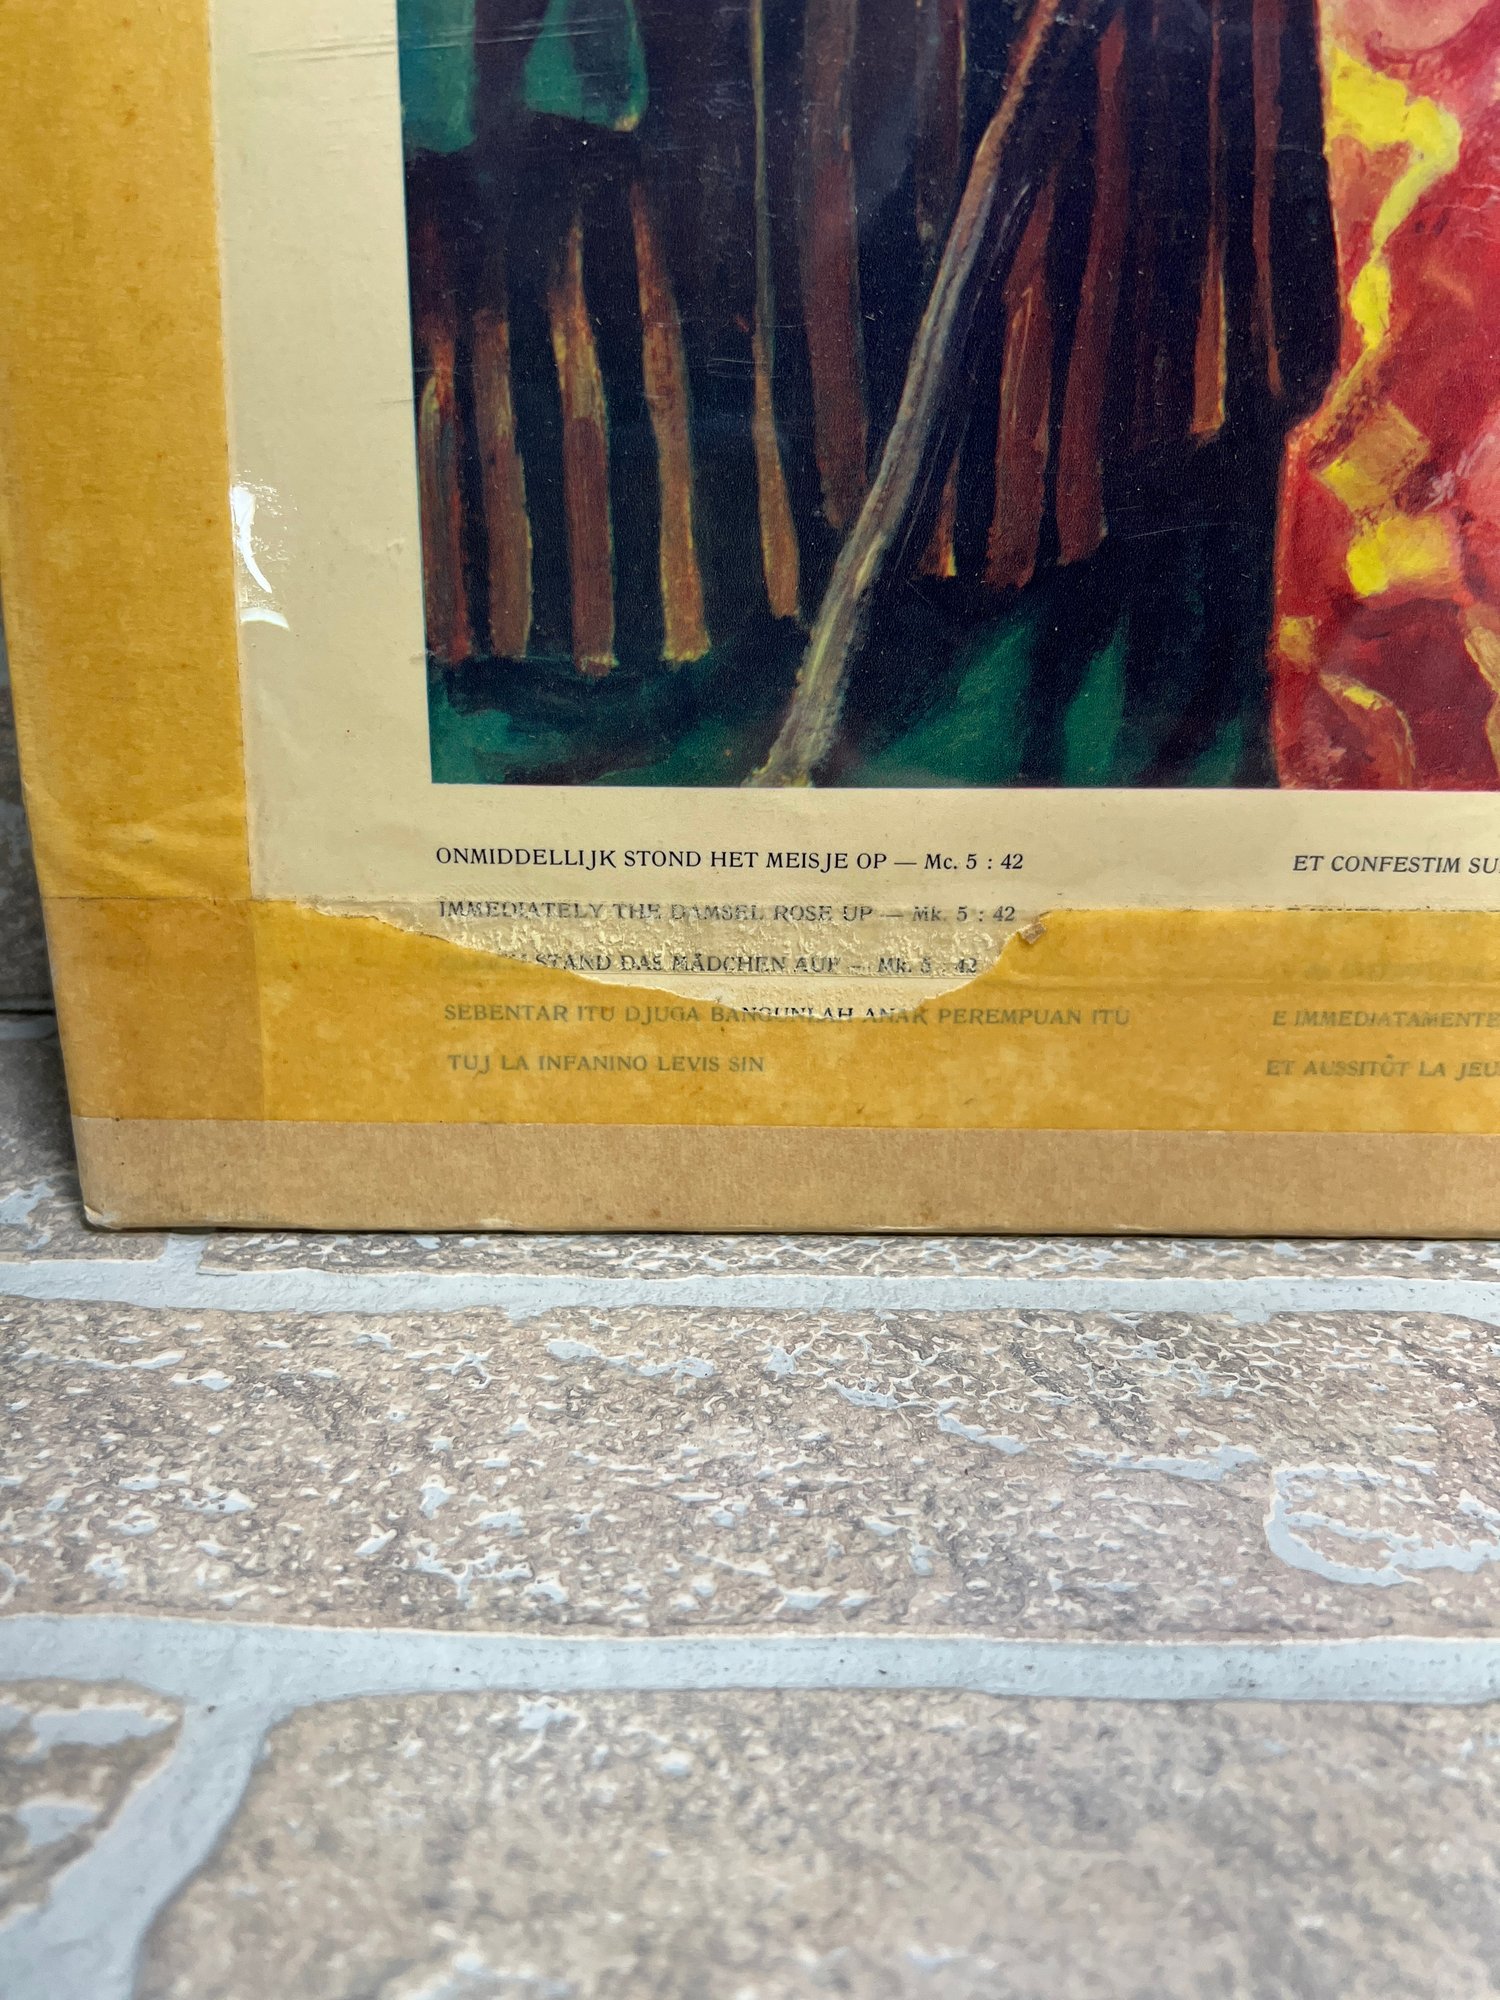 ONMIDDELLIJK STOND HET MEISJE OP — Mc. 5 : 42
IMMEDIATELY THE DAMSEL ROSE UP — Mk. 5 : 42
STAND DAS MÄDCHEN AUF — Mk. 5 : 42
SEBENTAR ITU DJUGA BANGUNLAH ANAK PEREMPUAN ITU
TUJ LA INFANINO LEVIS SIN
ET CONFESTIM
E IMMEDIATAMENTE
ET AUSSITÔT LA